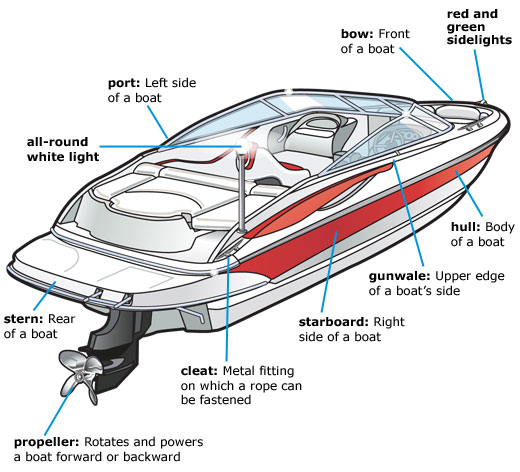 red and
green
sidelights
bow: Front
of a boat
port: Left side
of a boat
all-round
white light
hull: Body
of a boat
gunwale: Upper edge
of a boat's side
stern: Rear
of a boat
starboard: Right
side of a boat
cleat: Metal fitting
on which a rope can
be fastened
propeller: Rotates and powers
a boat forward or backward